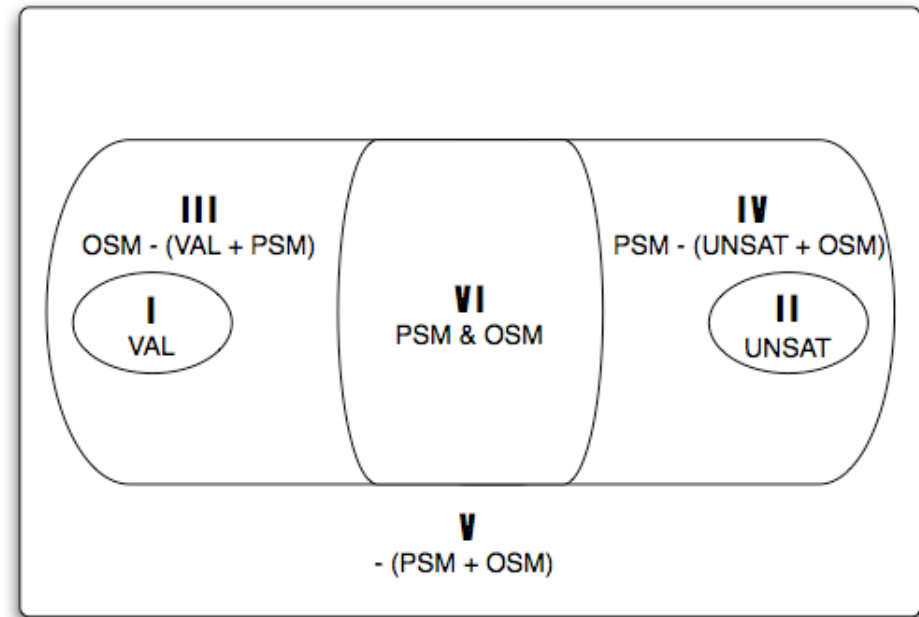 III
OSM - (VAL + PSM)
IV
PSM - (UNSAT + OSM)
I
VAL
VI
PSM & OSM
II
UNSAT
V
- (PSM + OSM)